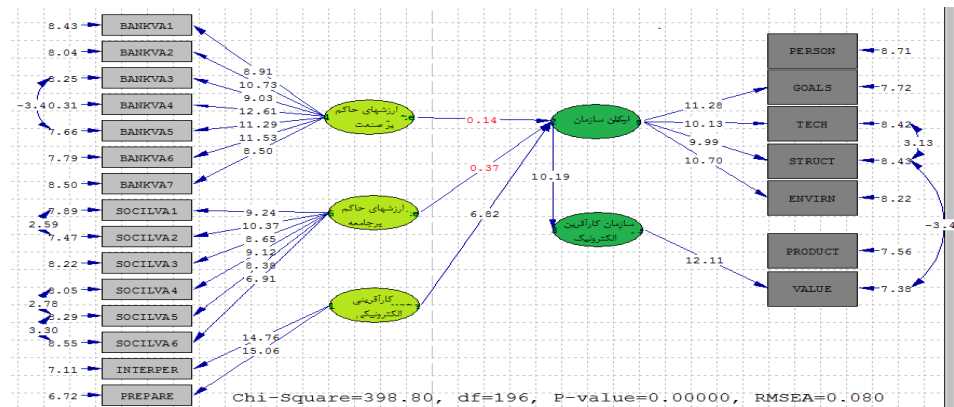 8.43 BANKVA1
8.04 BANKVA2
8.25 BANKVA3
-3.40.31 BANKVA4
7.66 BANKVA5
7.79 BANKVA6
8.50 BANKVA7
7.89 SOCILVA1
2.59
7.47 SOCILVA2
8.22 SOCILVA3
8.05 SOCILVA4
2.78
8.29 SOCILVA5
3.30
8.55 SOCILVA6
7.11 INTERPER
6.72 PREPARE
8.91
10.73
9.03
12.61
11.29
11.53
8.50
9.24
10.37
8.65
9.12
8.38
6.91
14.76
15.06
ارزشهای حاکم
برصنعت
ارزشهای حاکم
برجامعه
کارآفرینی
الکترونیکی
0.14
0.37
6.82
ارکان سازمان
10.19
سازمان کارآفرین
الکترونیک
11.28
10.13
9.99
10.70
12.11
PERSON 8.71
GOALS 7.72
TECH 8.42
3.13
STRUCT 8.43
ENVIRN 8.22
-3.4
PRODUCT 7.56
VALUE 7.38
Chi-Square=398.80, df=196, P-value=0.00000, RMSEA=0.080